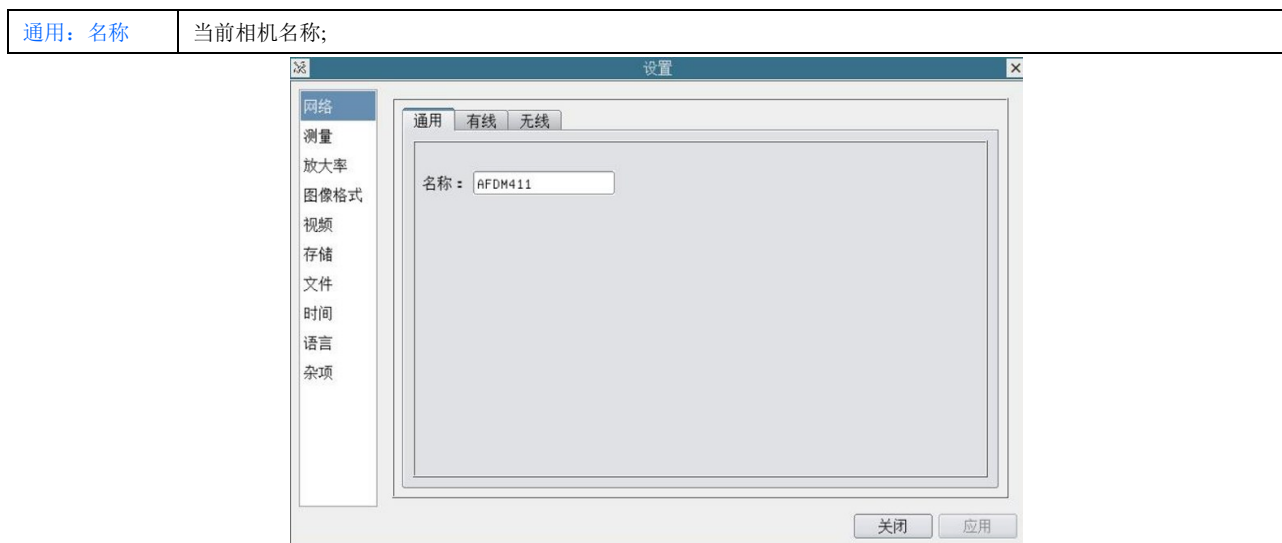 通用：名称 当前相机名称;
设置
网络
测量
放大率
图像格式
视频
存储
文件
时间
语言
杂项
通用 有线 无线
名称： AFDM411
关闭 应用